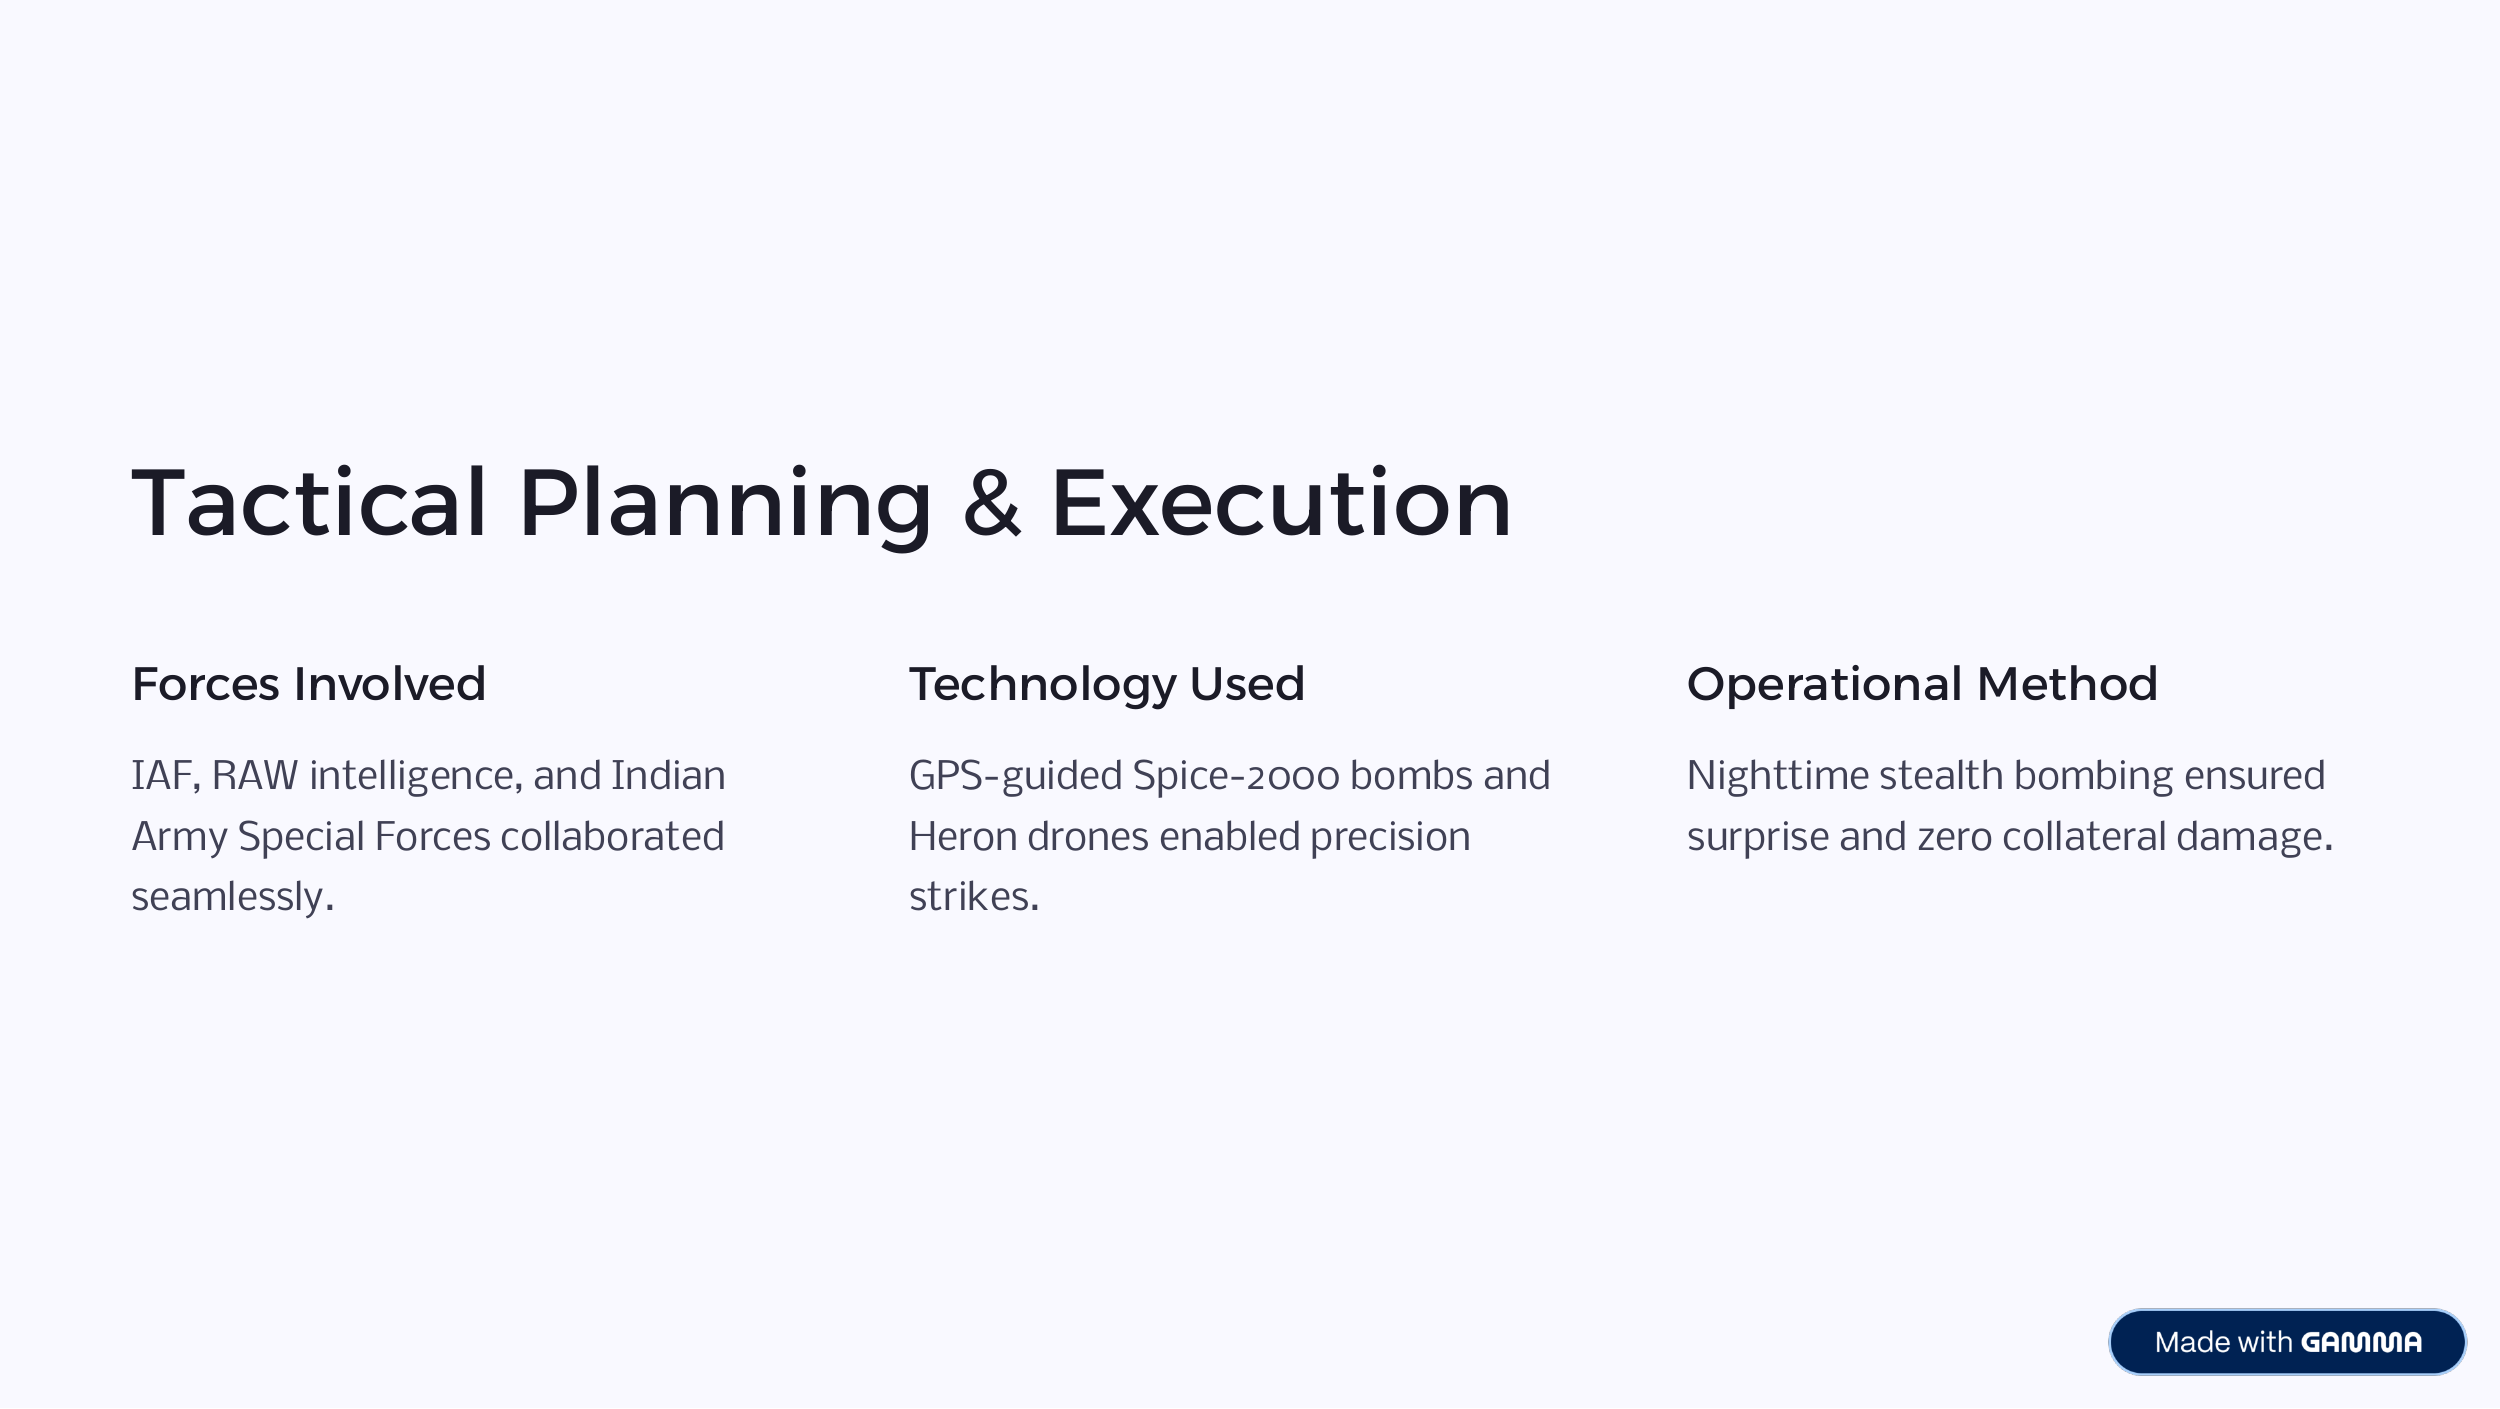 Tactical Planning & Execution
Forces Involved
IAF, RAW intelligence, and Indian
Army Special Forces collaborated
seamlessly.
Technology Used
GPS-guided Spice-2000 bombs and
Heron drones enabled precision
strikes.
Operational Method
Nighttime stealth bombing ensured
surprise and zero collateral damage.
Made with GAMMA